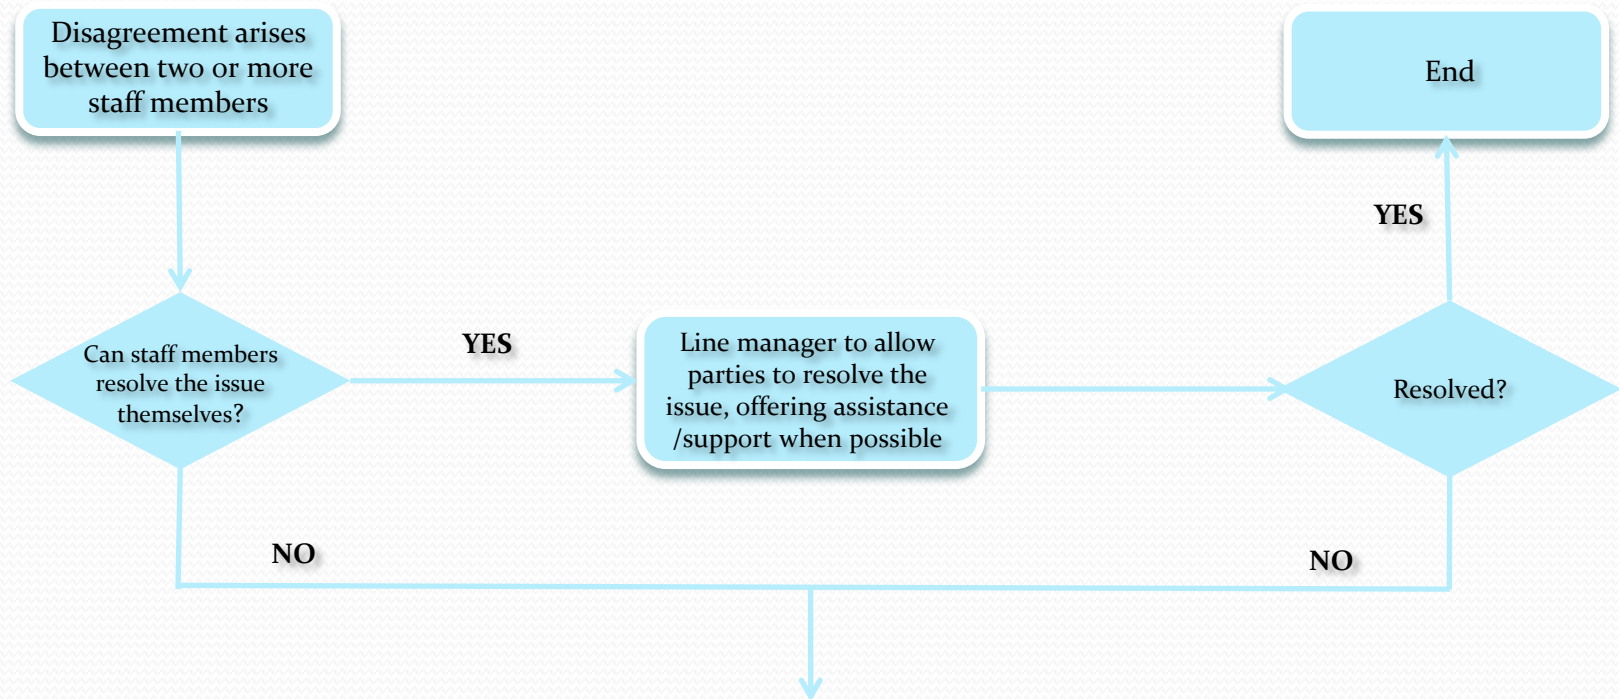 Disagreement arises
between two or more
staff members
End
YES
Can staff members
resolve the issue
themselves?
YES
Line manager to allow
parties to resolve the
issue, offering assistance
/support when possible
Resolved?
NO
NO